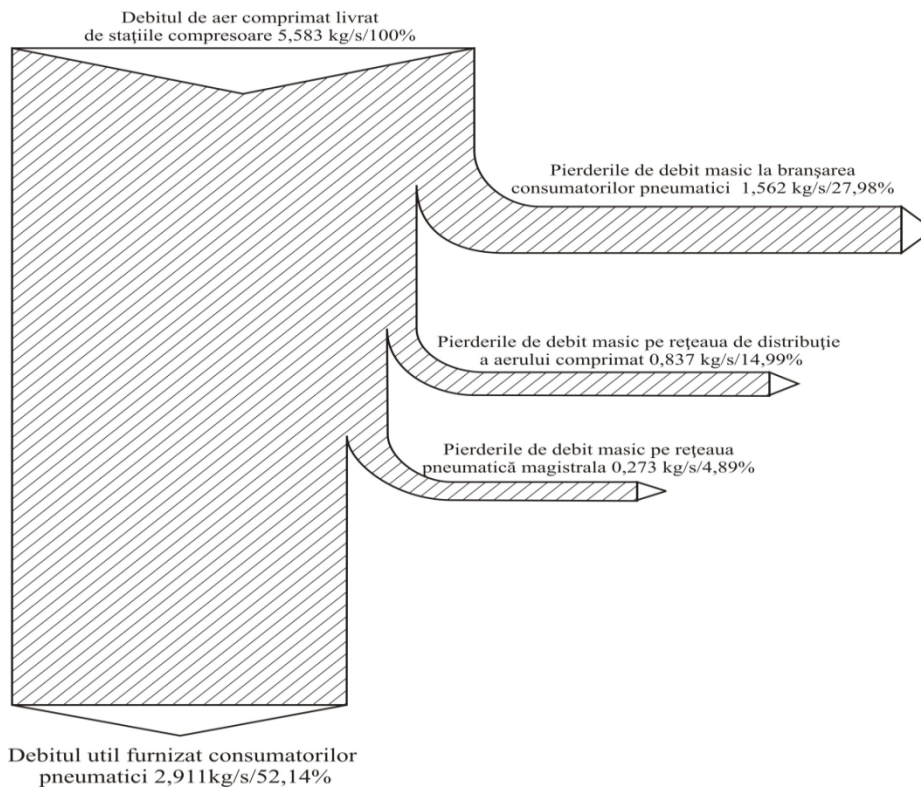 Debitul de aer comprimat livrat
de stațiile compresoare 5,583 kg/s/100%
Pierderile de debit masic la branșarea
consumatorilor pneumatici 1,562 kg/s/27,98%
Pierderile de debit masic pe rețeaua de distribuție
a aerului comprimat 0,837 kg/s/14,99%
Pierderile de debit masic pe rețeaua
pneumatică magistrala 0,273 kg/s/4,89%
Debitul util furnizat consumatorilor
pneumatici 2,911kg/s/52,14%